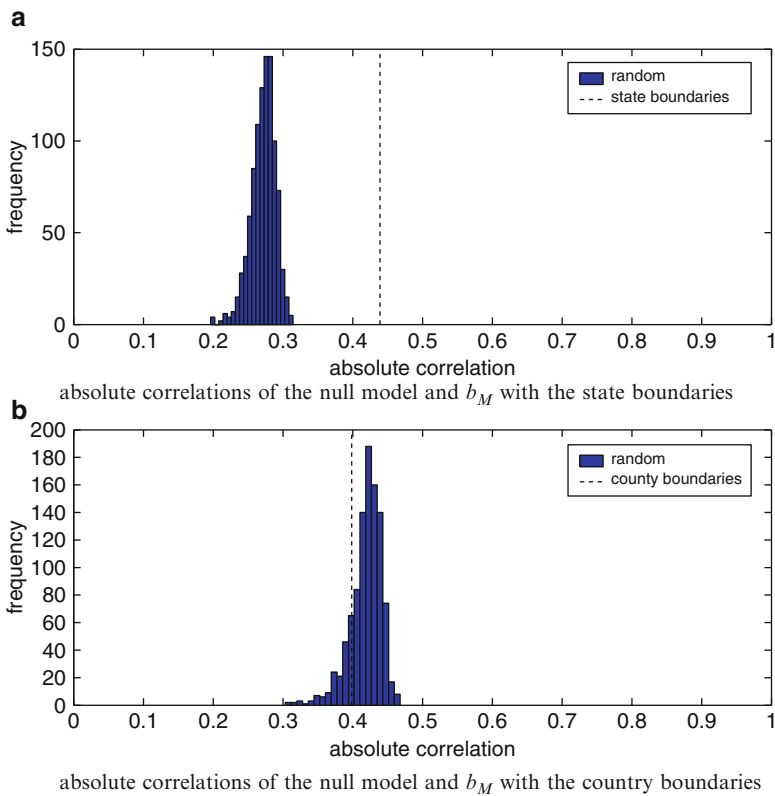 a
150
100
50
0
frequency
random
state boundaries
0 0.1 0.2 0.3 0.4 0.5 0.6 0.7 0.8 0.9 1
absolute correlation
absolute correlations of the null model and b_M with the state boundaries
b
200
180
160
140
120
100
80
60
40
20
0
frequency
random
county boundaries
0 0.1 0.2 0.3 0.4 0.5 0.6 0.7 0.8 0.9 1
absolute correlation
absolute correlations of the null model and b_M with the country boundaries